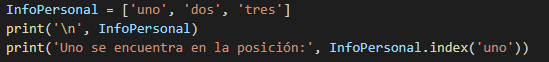 InfoPersonal = ['uno', 'dos', 'tres']
print('\n', InfoPersonal)
print('Uno se encuentra en la posición:', InfoPersonal.index('uno'))